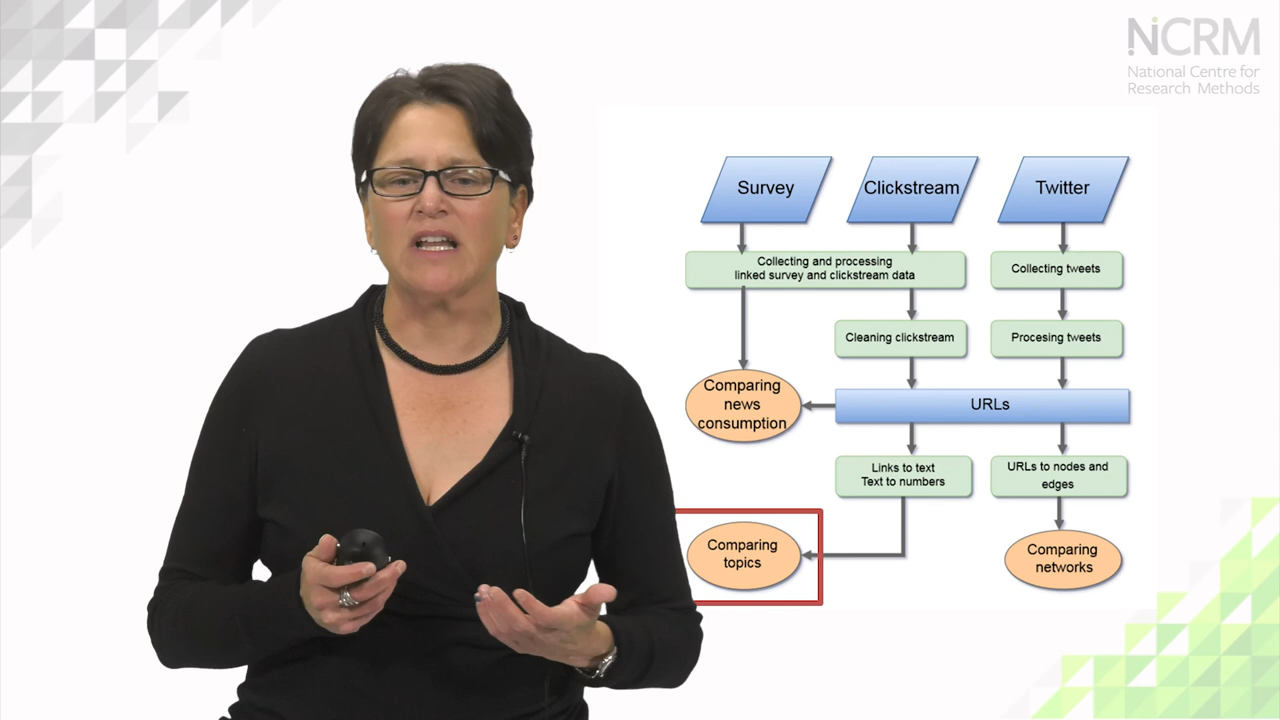 NCRM
National Centre for
Research Methods
Survey
Clickstream
Twitter
Collecting and processing
linked survey and clickstream data
Collecting tweets
Cleaning clickstream
Procesing tweets
Comparing
news
consumption
URLs
Links to text
Text to numbers
URLs to nodes and
edges
Comparing
topics
Comparing
networks